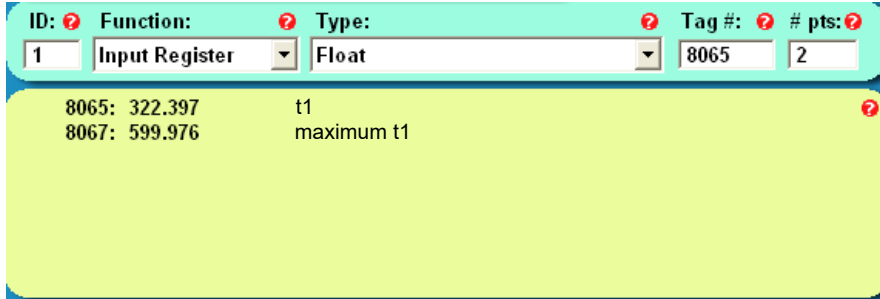 ID: Function: Type: Tag #: # pts:
1 Input Register Float 8065 2
8065: 322.397 t1
8067: 599.976 maximum t1